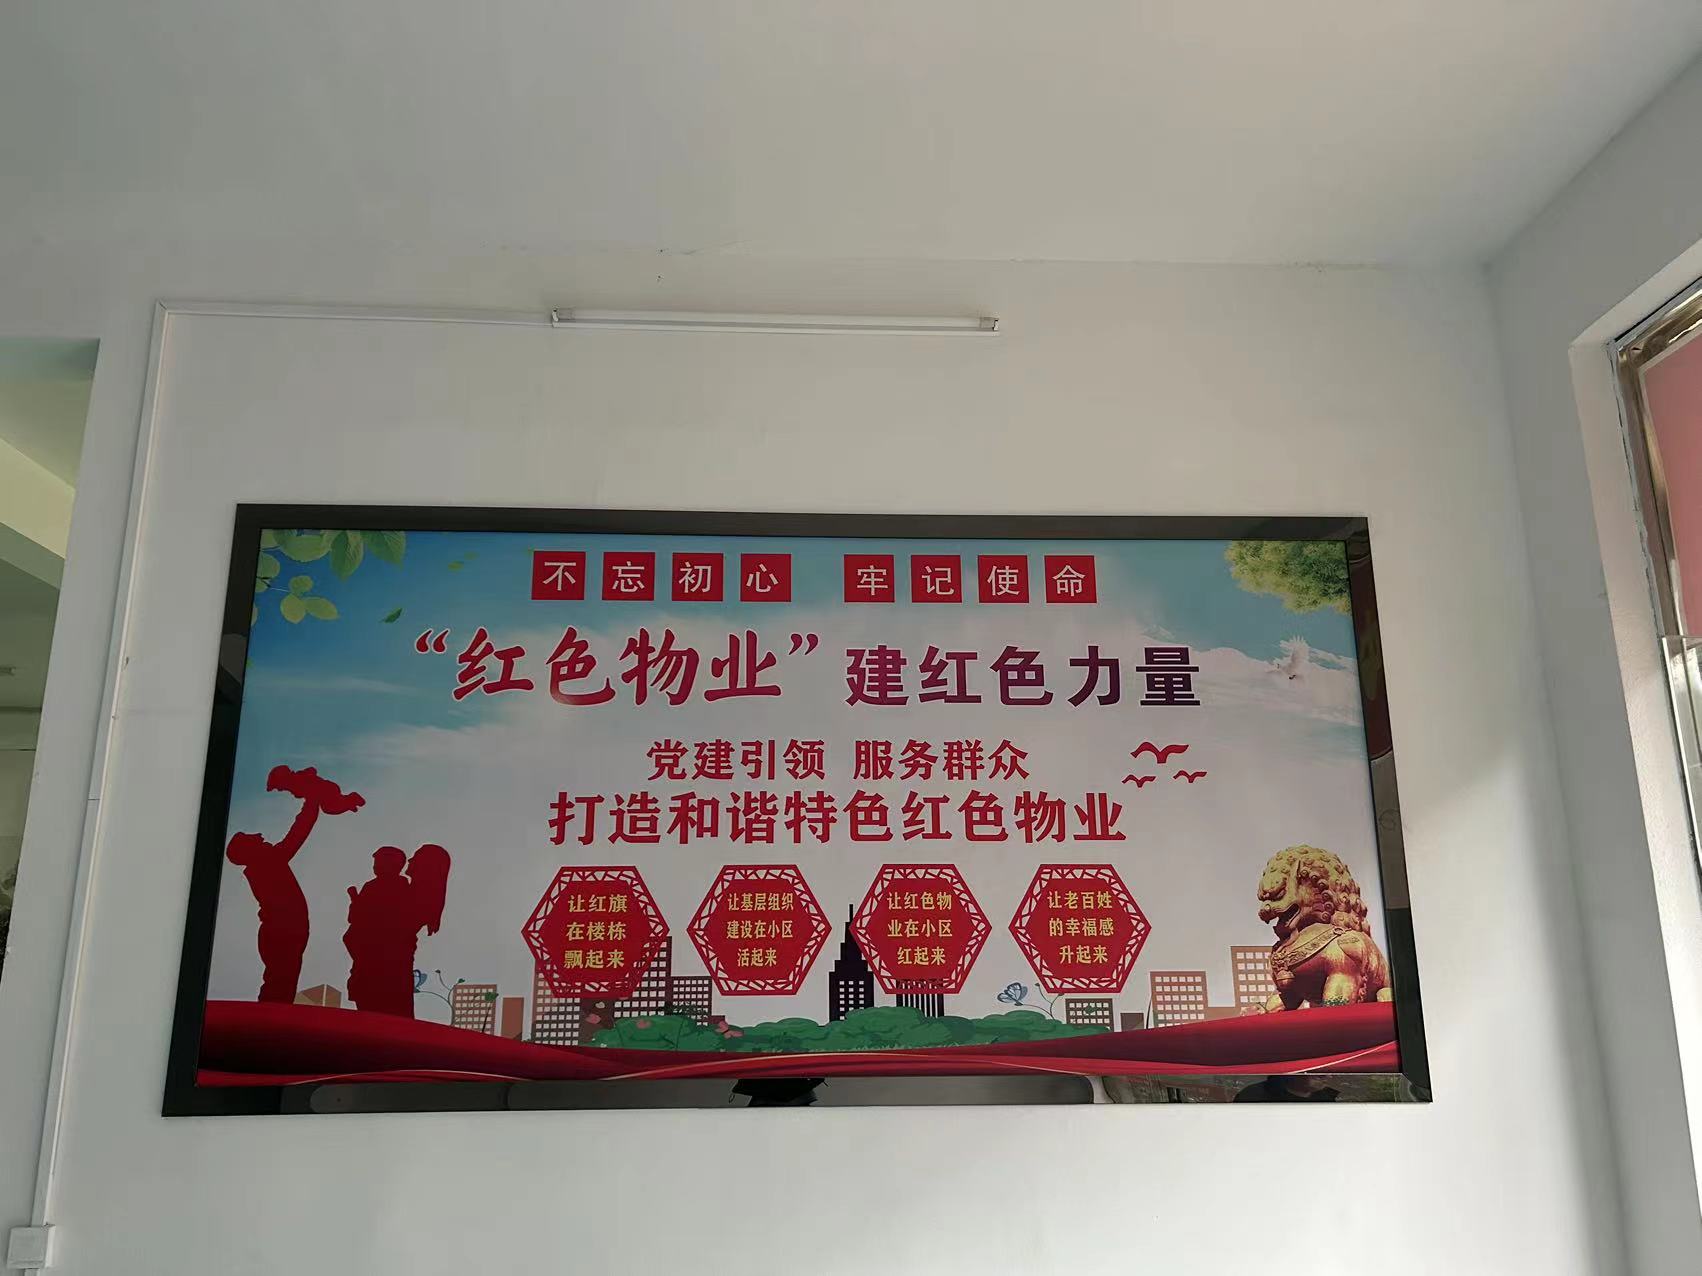 不忘初心 牢记使命
“红色物业”建红色力量
党建引领 服务群众
打造和谐特色红色物业
让红旗
在楼栋
飘起来
让基层组织
建设在小区
活起来
让红色物
业在小区
红起来
让老百姓
的幸福感
升起来